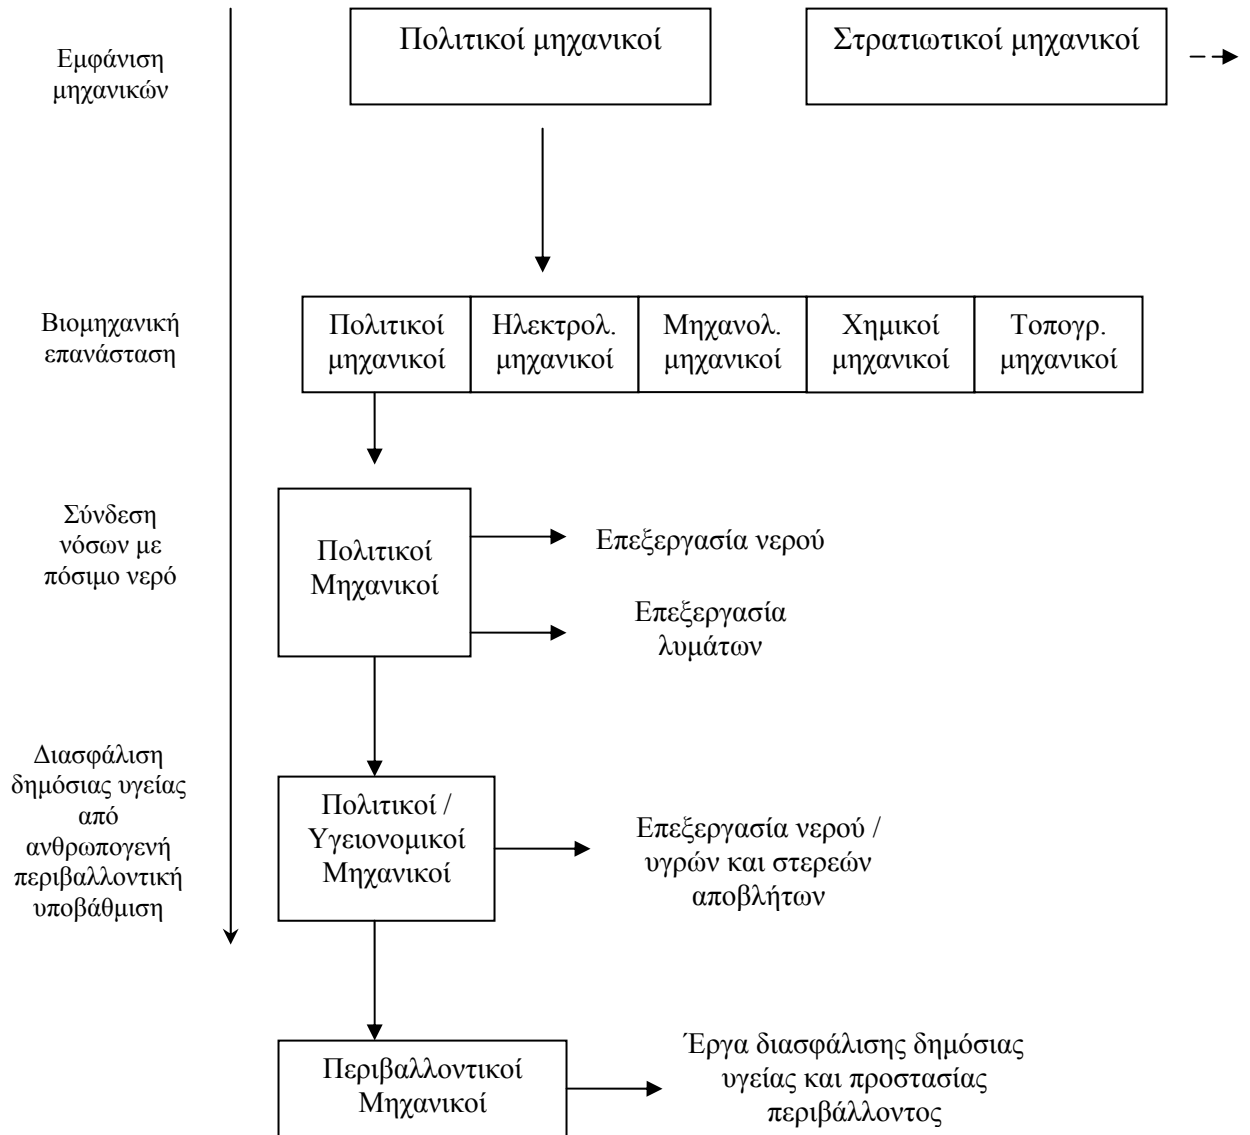 Εμφάνιση
μηχανικών
Πολιτικοί μηχανικοί
Στρατιωτικοί μηχανικοί
Βιομηχανική
επανάσταση
Πολιτικοί
μηχανικοί
Ηλεκτρολ.
μηχανικοί
Μηχανολ.
μηχανικοί
Χημικοί
μηχανικοί
Τοπογρ.
μηχανικοί
Σύνδεση
νόσων με
πόσιμο νερό
Πολιτικοί
Μηχανικοί
Επεξεργασία νερού
Επεξεργασία
λυμάτων
Διασφάλιση
δημόσιας υγείας
από
ανθρωπογενή
περιβαλλοντική
υποβάθμιση
Πολιτικοί /
Υγειονομικοί
Μηχανικοί
Επεξεργασία νερού /
υγρών και στερεών
αποβλήτων
Περιβαλλοντικοί
Μηχανικοί
Έργα διασφάλισης δημόσιας
υγείας και προστασίας
περιβάλλοντος